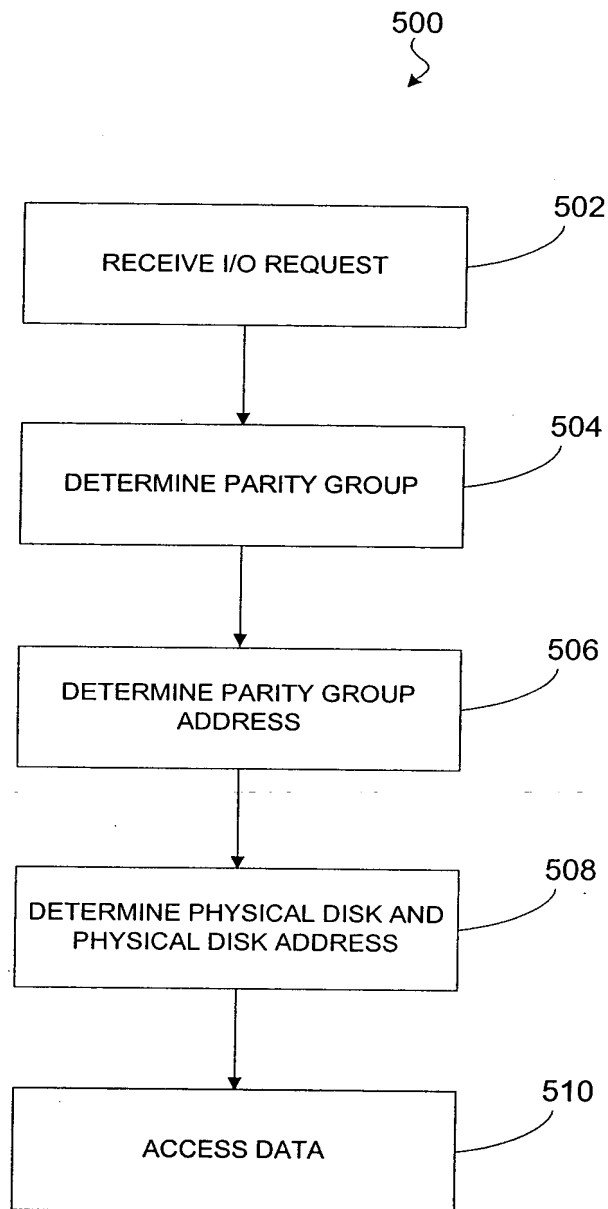 500
502
RECEIVE I/O REQUEST
504
DETERMINE PARITY GROUP
506
DETERMINE PARITY GROUP
ADDRESS
508
DETERMINE PHYSICAL DISK AND
PHYSICAL DISK ADDRESS
510
ACCESS DATA